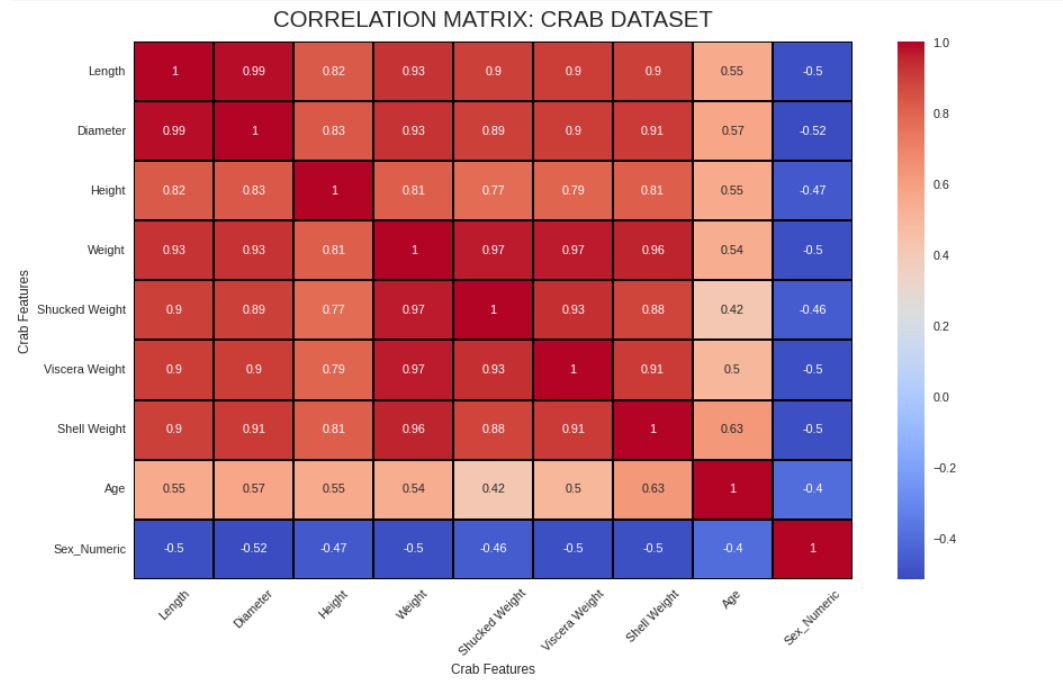 CORRELATION MATRIX: CRAB DATASET
Length 1 0.99 0.82 0.93 0.9 0.9 0.9 0.55 -0.5
Diameter 0.99 1 0.83 0.93 0.89 0.9 0.91 0.57 -0.52
Height 0.82 0.83 1 0.81 0.77 0.79 0.81 0.55 -0.47
Weight 0.93 0.93 0.81 1 0.97 0.97 0.96 0.54 -0.5
Shucked Weight 0.9 0.89 0.77 0.97 1 0.93 0.88 0.42 -0.46
Viscera Weight 0.9 0.9 0.79 0.97 0.93 1 0.91 0.5 -0.5
Shell Weight 0.9 0.91 0.81 0.96 0.88 0.91 1 0.63 -0.5
Age 0.55 0.57 0.55 0.54 0.42 0.5 0.63 1 -0.4
Sex_Numeric -0.5 -0.52 -0.47 -0.5 -0.46 -0.5 -0.5 -0.4 1
Crab Features
Length Diameter Height Weight Shucked Weight Viscera Weight Shell Weight Age Sex_Numeric
Crab Features
1.0
0.8
0.6
0.4
0.2
0.0
−0.2
−0.4